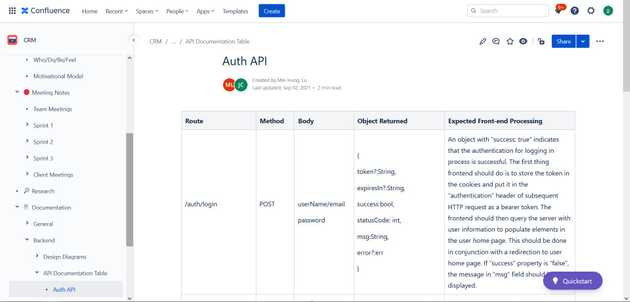 Confluence Home Recent Spaces People Apps Templates Create Search 9+
CRM
Who/Do/Be/Feel
Motivational Model
Meeting Notes
Team Meetings
Sprint 1
Sprint 2
Sprint 3
Client Meetings
Research
Documentation
General
Backend
Design Diagrams
API Documentation Table
Auth API
CRM / ... / API Documentation Table
Share
Auth API
ML JC
Created by Mei-kung, Lu
Last updated: Sep 02, 2021 • 2 min read
Route Method Body Object Returned Expected Front-end Processing
/auth/login
POST
userName/email
password
{
token?:String,
expiresIn?:String,
success:bool,
statusCode: int,
msg:String,
error?:err
}
An object with "success: true" indicates
that the authentication for logging in
process is successful. The first thing
frontend should do is to store the token
in the cookies and put it in the
"authentication" header of subsequent
HTTP request as a bearer token. The
frontend should then query the server with
user information to populate elements in
the user home page. This should be done
in conjunction with a redirection to user
home page. If "success" property is "false",
the message in "msg" field should
displayed.
Quickstart